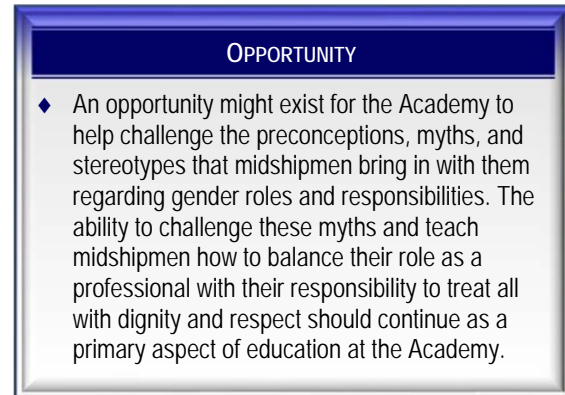 OPPORTUNITY
♦ An opportunity might exist for the Academy to
help challenge the preconceptions, myths, and
stereotypes that midshipmen bring in with them
regarding gender roles and responsibilities. The
ability to challenge these myths and teach
midshipmen how to balance their role as a
professional with their responsibility to treat all
with dignity and respect should continue as a
primary aspect of education at the Academy.